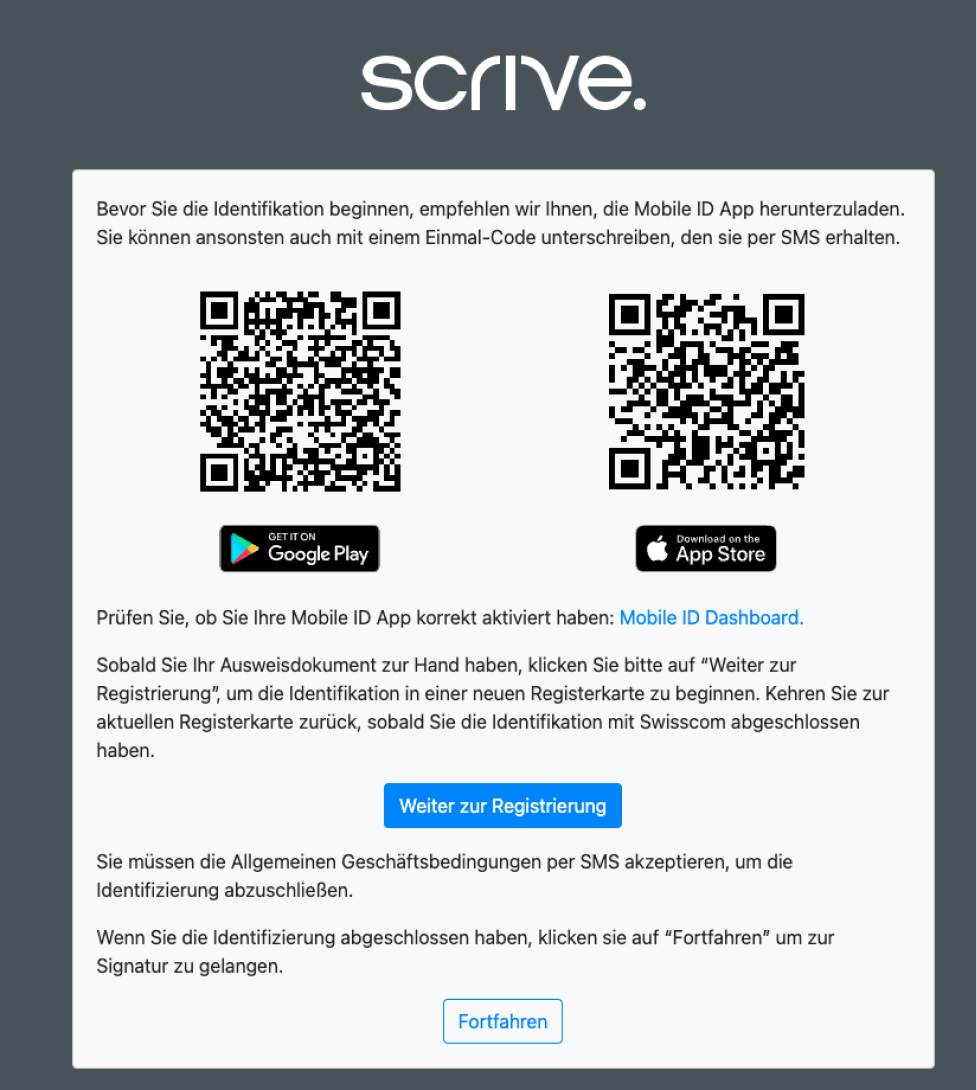 scrive.
Bevor Sie die Identifikation beginnen, empfehlen wir Ihnen, die Mobile ID App herunterzuladen.
Sie können ansonsten auch mit einem Einmal-Code unterschreiben, den sie per SMS erhalten.
GET IT ON
Google Play
Download on the
App Store
Prüfen Sie, ob Sie Ihre Mobile ID App korrekt aktiviert haben: Mobile ID Dashboard.
Sobald Sie Ihr Ausweisdokument zur Hand haben, klicken Sie bitte auf “Weiter zur
Registrierung”, um die Identifikation in einer neuen Registerkarte zu beginnen. Kehren Sie zur
aktuellen Registerkarte zurück, sobald Sie die Identifikation mit Swisscom abgeschlossen
haben.
Weiter zur Registrierung
Sie müssen die Allgemeinen Geschäftsbedingungen per SMS akzeptieren, um die
Identifizierung abzuschließen.
Wenn Sie die Identifizierung abgeschlossen haben, klicken sie auf “Fortfahren” um zur
Signatur zu gelangen.
Fortfahren